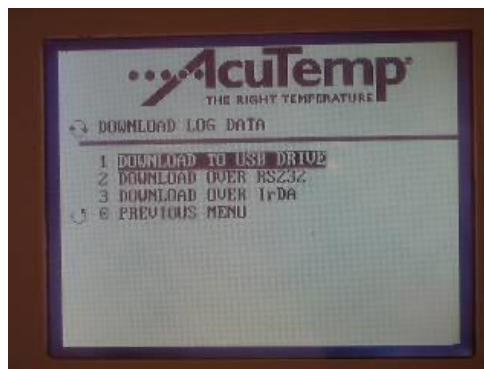 AcuTemp
THE RIGHT TEMPERATURE
DOWNLOAD LOG DATA
1 DOWNLOAD TO USB DRIVE
2 DOWNLOAD OVER RS232
3 DOWNLOAD OVER IrDA
0 PREVIOUS MENU